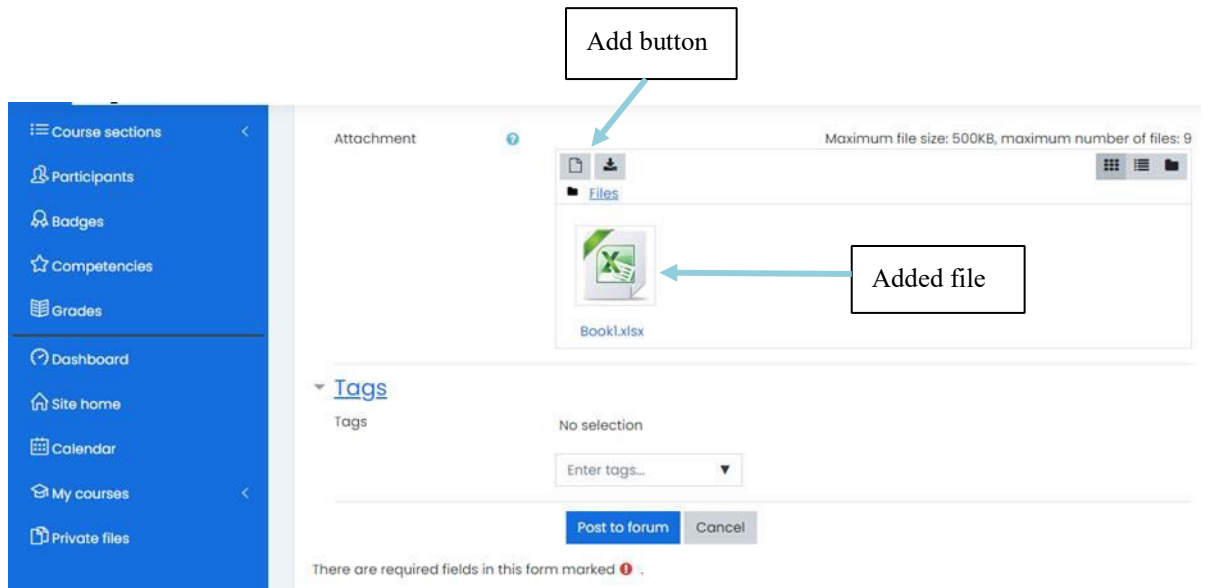 Add button
Course sections
Participants
Badges
Competencies
Grades
Dashboard
Site home
Calendar
My courses
Private files
Attachment
Maximum file size: 500KB, maximum number of files: 9
Files
Added file
Book1.xlsx
Tags
Tags
No selection
Enter tags...
Post to forum Cancel
There are required fields in this form marked .